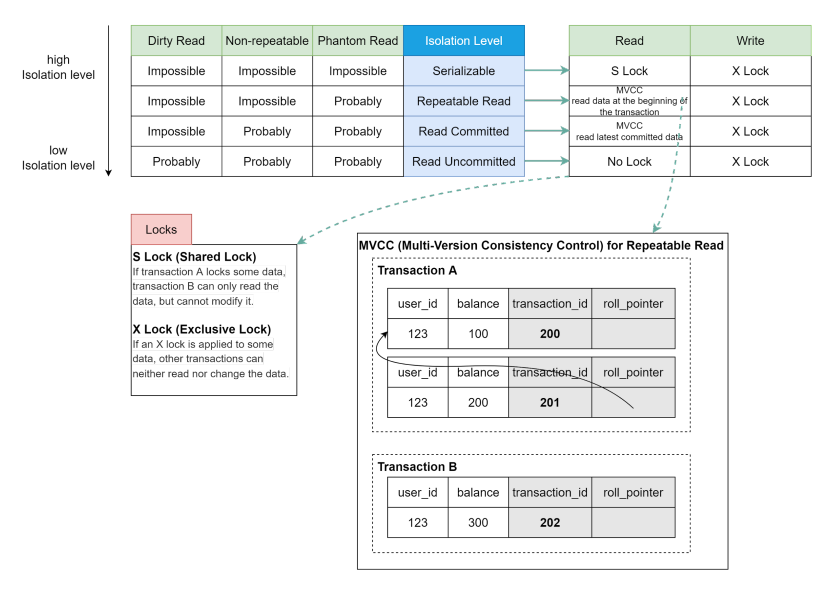 Dirty Read Non-repeatable Phantom Read Isolation Level Read Write
high
Isolation level
Impossible Impossible Impossible Serializable S Lock X Lock
Impossible Impossible Probably Repeatable Read MVCC
read data at the beginning of
the transaction X Lock
Impossible Probably Probably Read Committed MVCC
read latest committed data X Lock
low
Isolation level
Probably Probably Probably Read Uncommitted No Lock X Lock
Locks
S Lock (Shared Lock)
If transaction A locks some data,
transaction B can only read the
data, but cannot modify it.
X Lock (Exclusive Lock)
If an X lock is applied to some
data, other transactions can
neither read nor change the data.
MVCC (Multi-Version Consistency Control) for Repeatable Read
Transaction A
user_id balance transaction_id roll_pointer
123 100 200
user_id balance transaction_id roll_pointer
123 200 201
Transaction B
user_id balance transaction_id roll_pointer
123 300 202